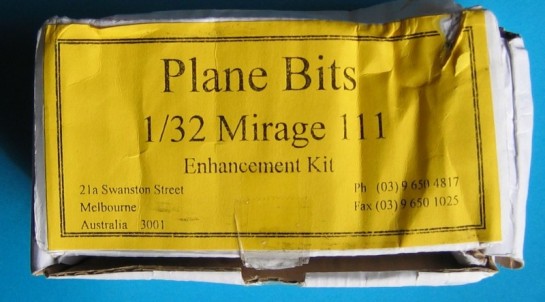 Plane Bits
1/32 Mirage 111
Enhancement Kit
21a Swanston Street
Melbourne
Australia 3001
Ph (03) 9 650 4817
Fax (03) 9 650 1025